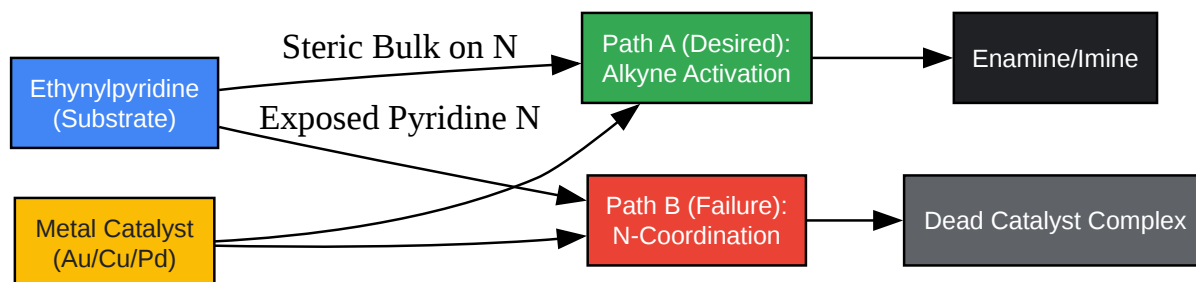 Ethynylpyridine
(Substrate)
Steric Bulk on N
Exposed Pyridine N
Metal Catalyst
(Au/Cu/Pd)
Path A (Desired):
Alkyne Activation
Enamine/Imine
Path B (Failure):
N-Coordination
Dead Catalyst Complex